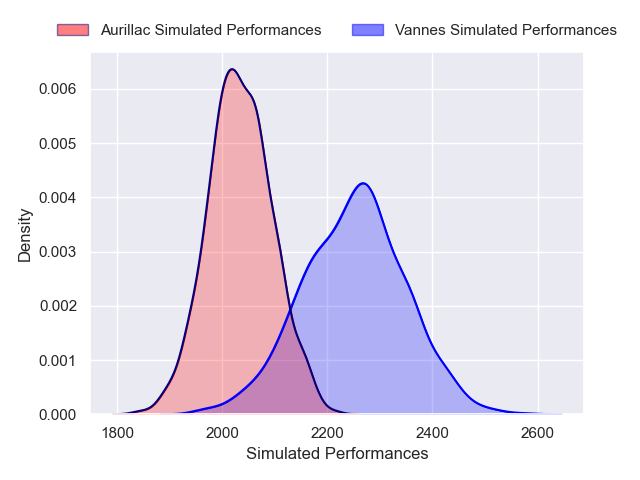 Aurillac Simulated Performances Vannes Simulated Performances
0.006
0.005
0.004
0.003
0.002
0.001
0.000
Density
1800 2000 2200 2400 2600
Simulated Performances